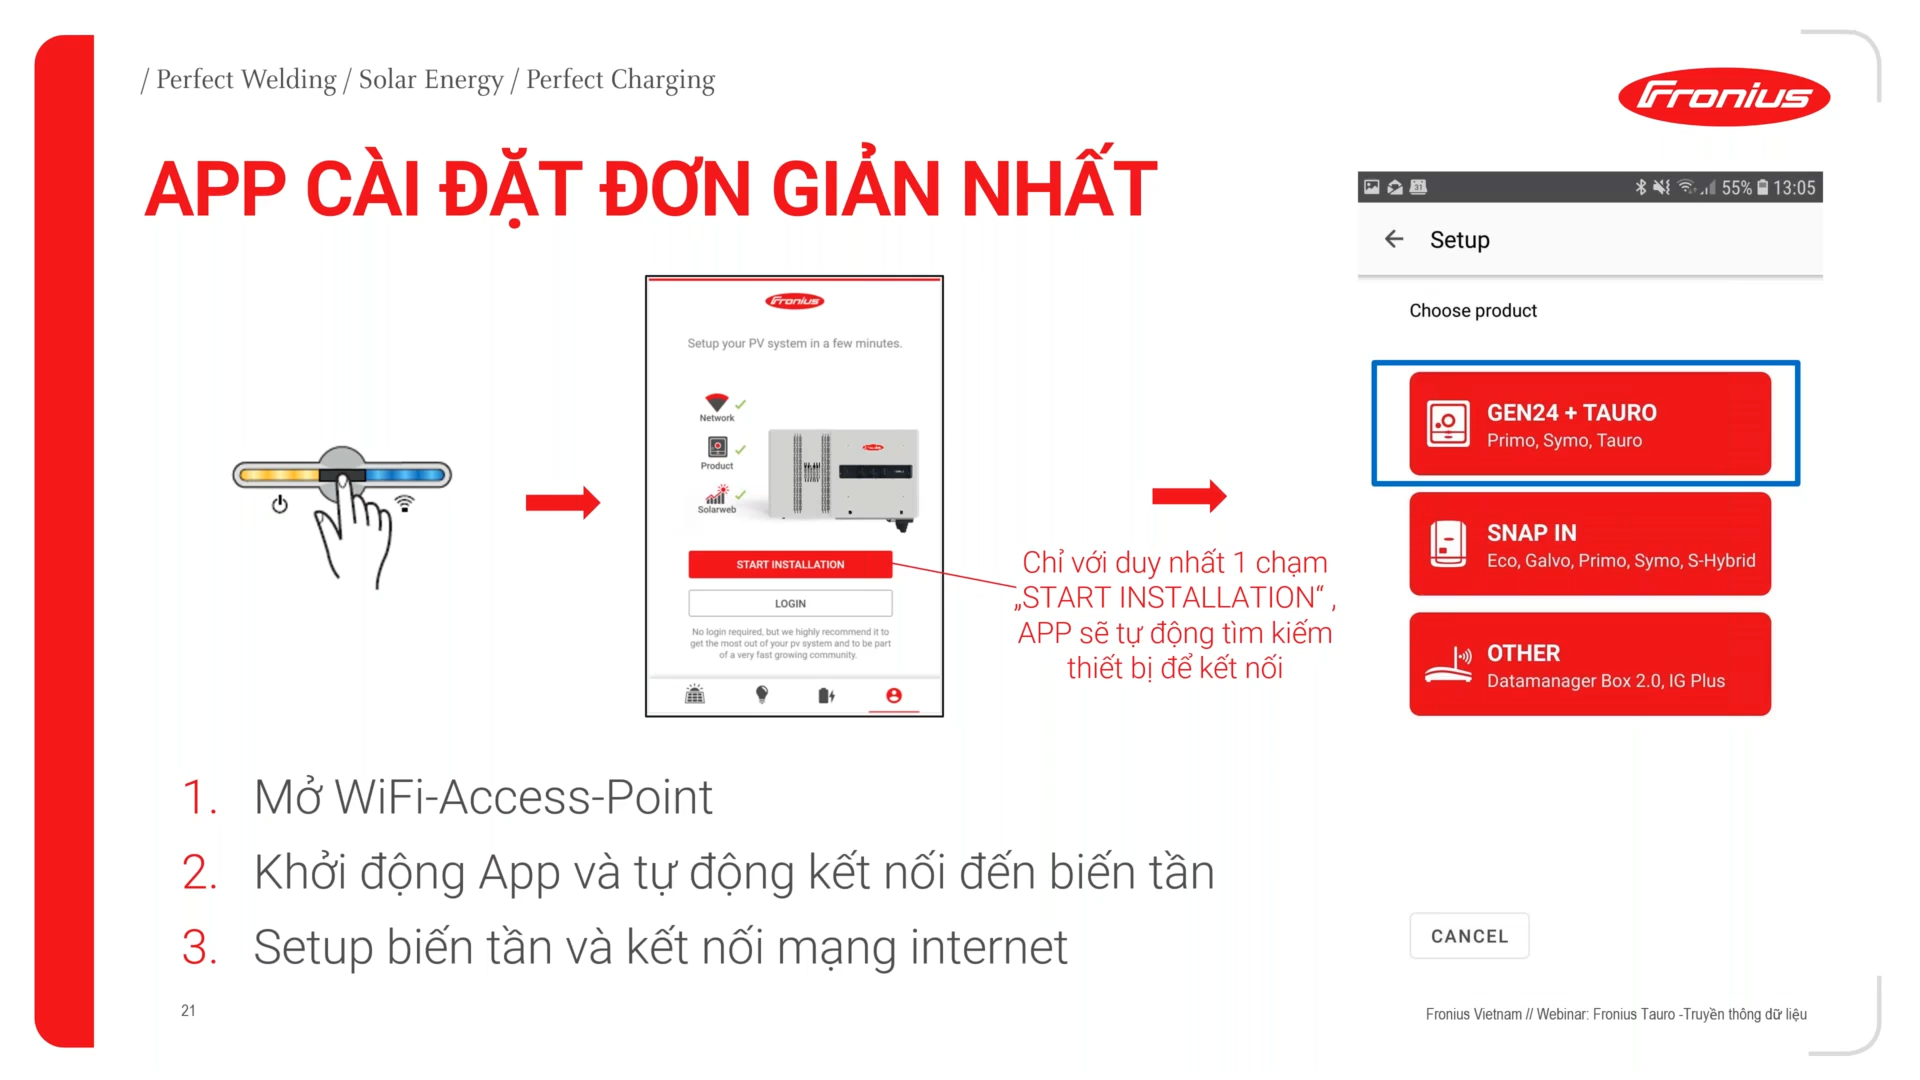 / Perfect Welding / Solar Energy / Perfect Charging
Fronius
APP CÀI ĐẶT ĐƠN GIẢN NHẤT
Fronius
Setup your PV system in a few minutes.
Network
Product
Solarweb
START INSTALLATION
LOGIN
No login required, but we highly recommend it to
get the most out of your pv system and to be part
of a very fast growing community.
Chỉ với duy nhất 1 chạm
„START INSTALLATION“ ,
APP sẽ tự động tìm kiếm
thiết bị để kết nối
31 55% 13:05
Setup
Choose product
GEN24 + TAURO
Primo, Symo, Tauro
SNAP IN
Eco, Galvo, Primo, Symo, S-Hybrid
OTHER
Datamanager Box 2.0, IG Plus
CANCEL
1. Mở WiFi-Access-Point
2. Khởi động App và tự động kết nối đến biến tần
3. Setup biến tần và kết nối mạng internet
21
Fronius Vietnam // Webinar: Fronius Tauro -Truyền thông dữ liệu